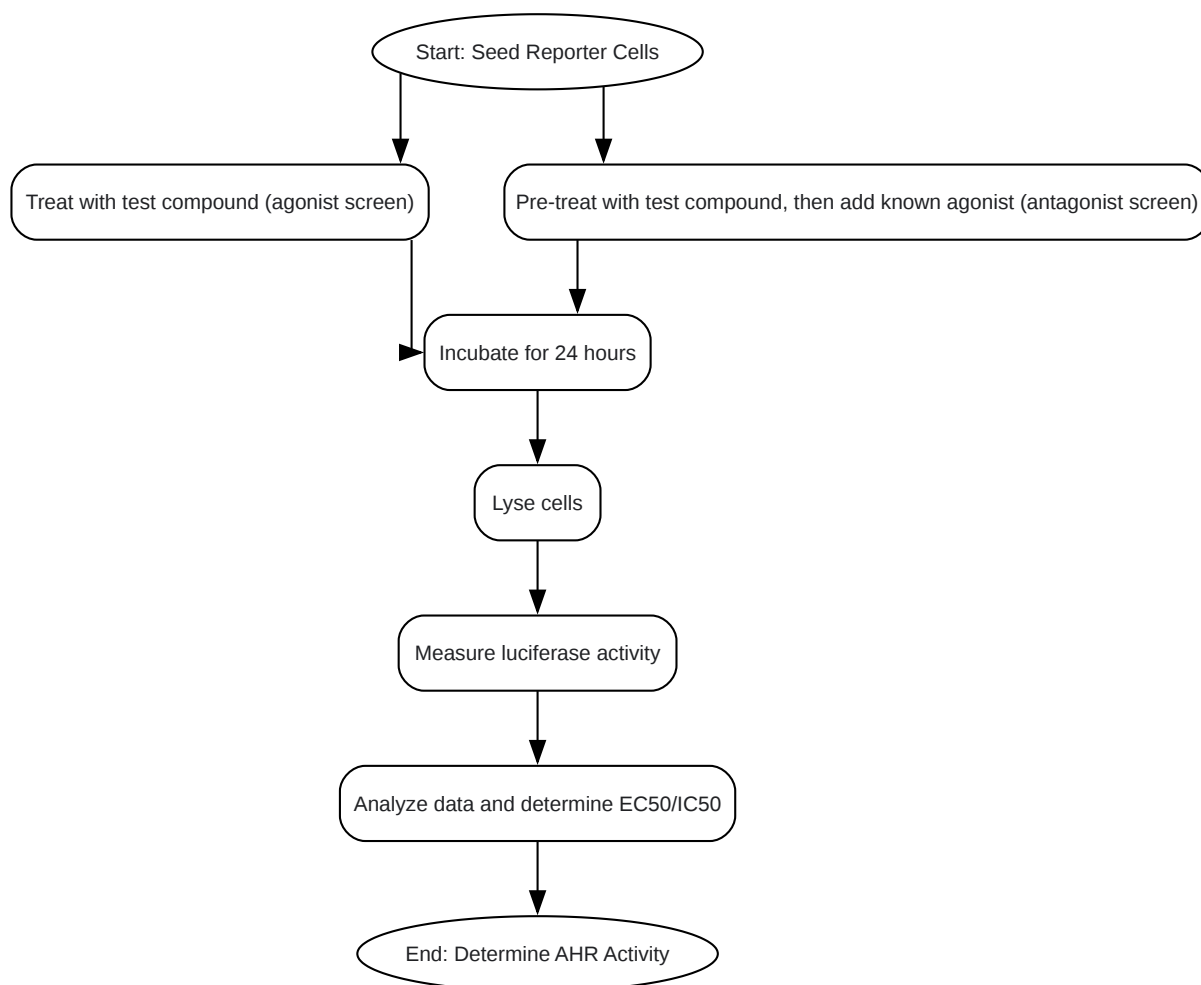 Start: Seed Reporter Cells
Treat with test compound (agonist screen)
Pre-treat with test compound, then add known agonist (antagonist screen)
Incubate for 24 hours
Lyse cells
Measure luciferase activity
Analyze data and determine EC50/IC50
End: Determine AHR Activity